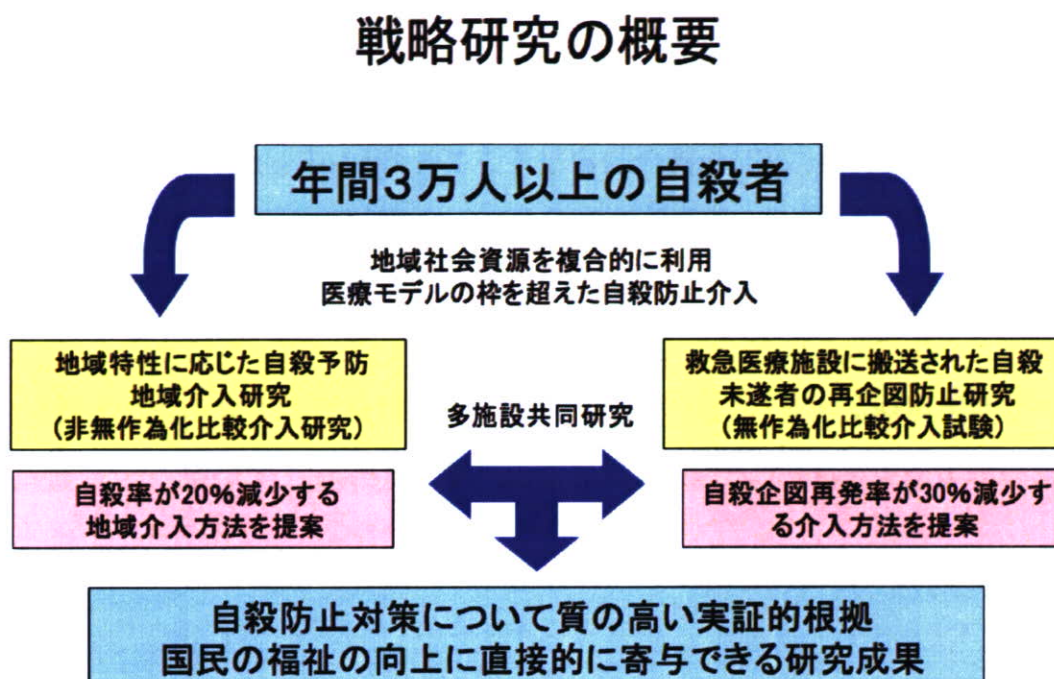 戦略研究の概要
年間3万人以上の自殺者
地域社会資源を複合的に利用
医療モデルの枠を超えた自殺防止介入
地域特性に応じた自殺予防
地域介入研究
(非無作為化比較介入研究)
救急医療施設に搬送された自殺
未遂者の再企図防止研究
(無作為化比較介入試験)
多施設共同研究
自殺率が20%減少する
地域介入方法を提案
自殺企図再発率が30%減少す
る介入方法を提案
自殺防止対策について質の高い実証的根拠
国民の福祉の向上に直接的に寄与できる研究成果